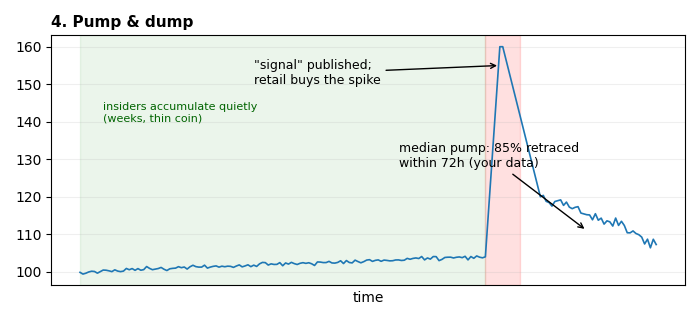 4. Pump & dump
160
150
140
130
120
110
100
"signal" published;
retail buys the spike
insiders accumulate quietly
(weeks, thin coin)
median pump: 85% retraced
within 72h (your data)
time